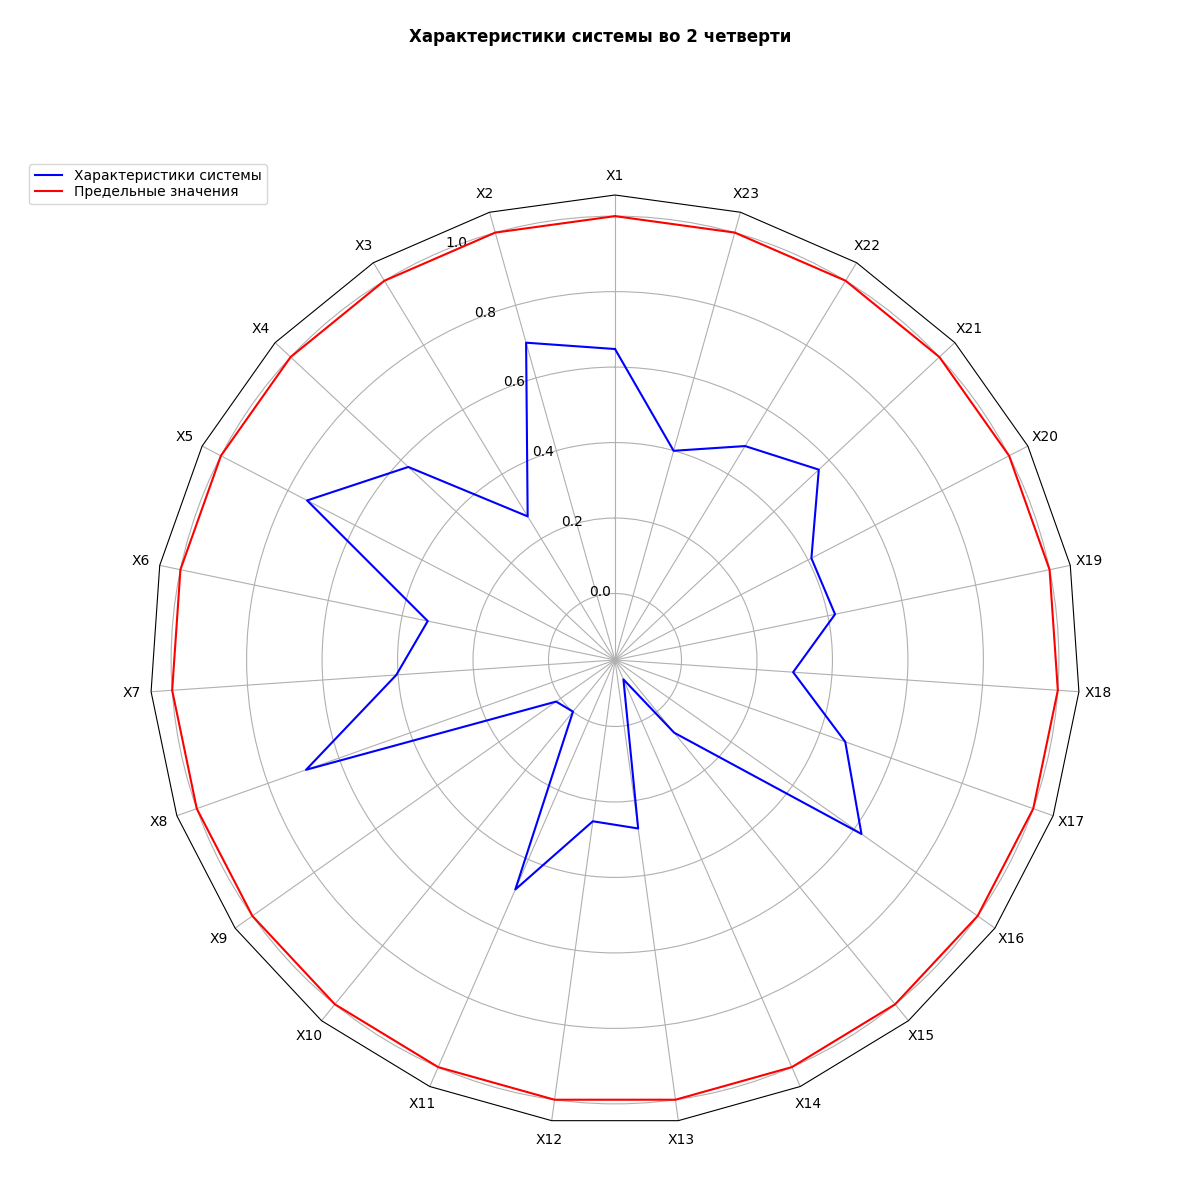 Характеристики системы во 2 четверти
Характеристики системы
Предельные значения
X1
X2
X3
X4
X5
X6
X7
X8
X9
X10
X11
X12
X13
X14
X15
X16
X17
X18
X19
X20
X21
X22
X23
1.0
0.8
0.6
0.4
0.2
0.0